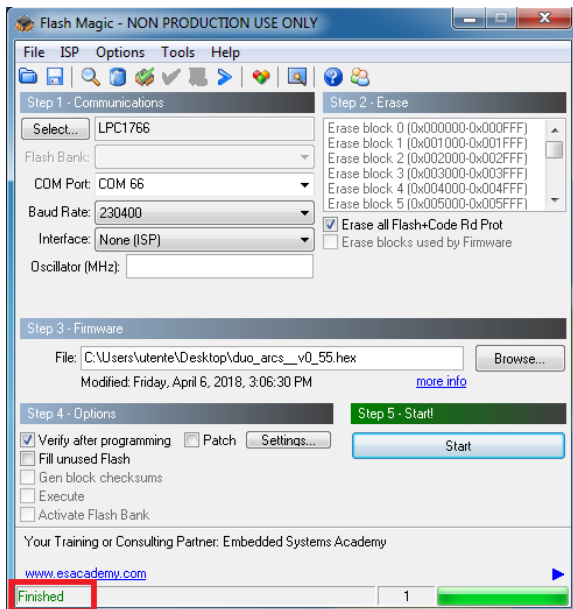 Flash Magic - NON PRODUCTION USE ONLY
File ISP Options Tools Help
Step 1 - Communications
Select... LPC1766
Flash Bank:
COM Port: COM 66
Baud Rate: 230400
Interface: None (ISP)
Oscillator (MHz):
Step 2 - Erase
Erase block 0 (0x000000-0x000FFF)
Erase block 1 (0x001000-0x001FFF)
Erase block 2 (0x002000-0x002FFF)
Erase block 3 (0x003000-0x003FFF)
Erase block 4 (0x004000-0x004FFF)
Erase block 5 (0x005000-0x005FFF)
Erase all Flash+Code Rd Prot
Erase blocks used by Firmware
Step 3 - Firmware
File: C:\Users\utente\Desktop\duo_arcs__v0_55.hex Browse...
Modified: Friday, April 6, 2018, 3:06:30 PM more info
Step 4 - Options
Verify after programming Patch Settings...
Fill unused Flash
Gen block checksums
Execute
Activate Flash Bank
Step 5 - Start!
Start
Your Training or Consulting Partner: Embedded Systems Academy
www.esacademy.com
Finished 1